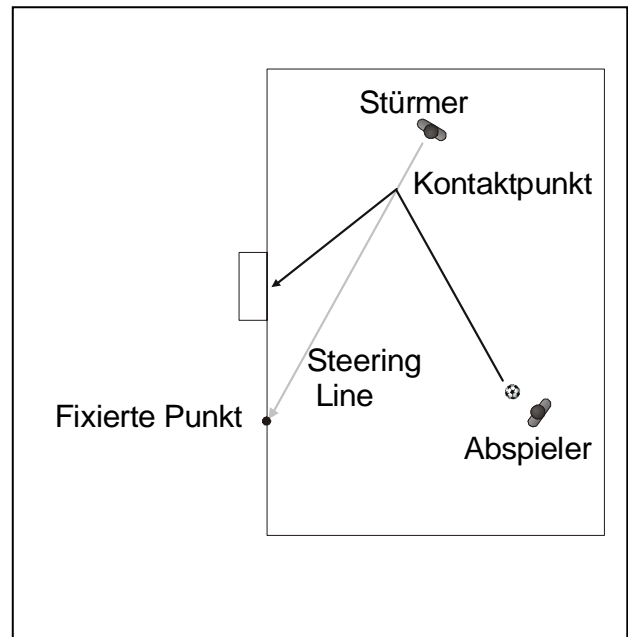 Stürmer
Kontaktpunkt
Steering
Line
Fixierte Punkt
Abspieler